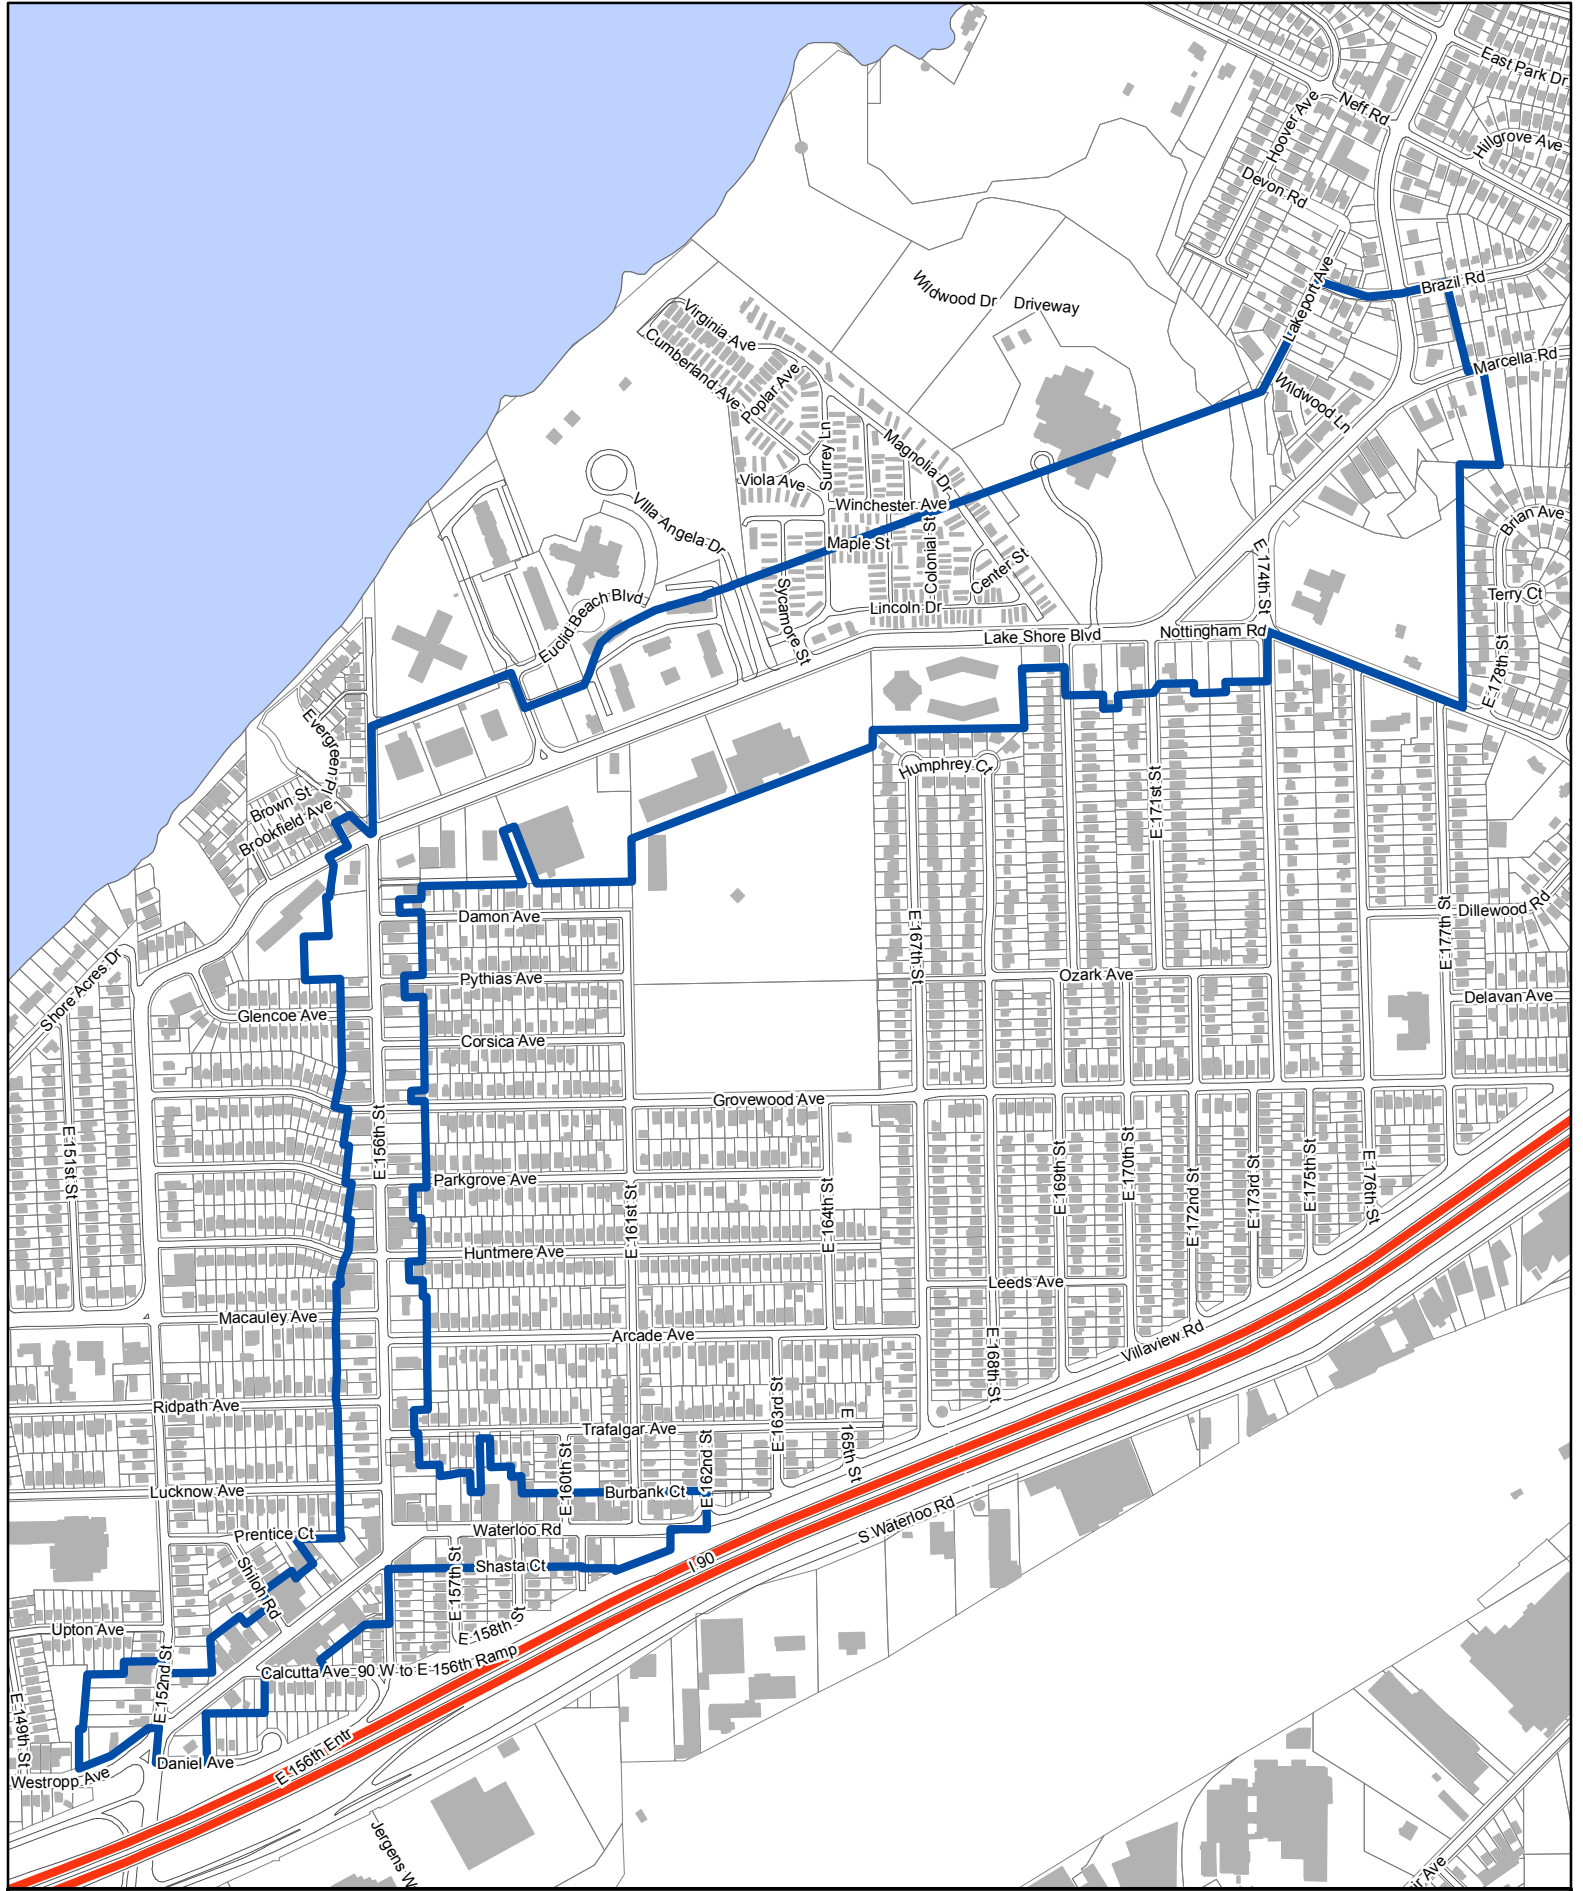 East Park Dr
Neff Rd
Hoover Ave
Hillgrove Ave
Devon Rd
Lakeport Ave
Brazil Rd
Wildwood Dr
Driveway
Virginia Ave
Cumberland Ave
Poplar Ave
Marcella Rd
Wildwood Ln
Surrey Ln
Magnolia Dr
Viola Ave
Winchester Ave
Villa Angela Dr
Maple St
Colonial St
Brian Ave
Center St
E 174th St
Sycamore St
Euclid Beach Blvd
Lincoln Dr
Terry Ct
Lake Shore Blvd
Nottingham Rd
E 178th St
Evergreen Pl
Humphrey Ct
Brown St
Brookfield Ave
E 171st St
Damon Ave
E 167th St
E 177th St
Dillewood Rd
Shore Acres Dr
Pythias Ave
Ozark Ave
Delavan Ave
Glencoe Ave
Corsica Ave
Grovewood Ave
E 151st St
E 156th St
Parkgrove Ave
E 161st St
E 164th St
E 169th St
E 170th St
E 172nd St
E 173rd St
E 175th St
E 176th St
Huntmere Ave
Leeds Ave
Macauley Ave
Arcade Ave
E 168th St
Villaview Rd
Ridpath Ave
E 163rd St
E 165th St
Trafalgar Ave
E 160th St
E 162nd St
Lucknow Ave
Burbank Ct
Prentice Ct
Waterloo Rd
S Waterloo Rd
Shiloh Rd
E 157th St
Shasta Ct
I 90
E 158th St
Upton Ave
E 152nd St
Calcutta Ave
90 W to E 156th Ramp
E 149th St
Daniel Ave
E 156th Entr
Westropp Ave
Jergens W
ir Ave